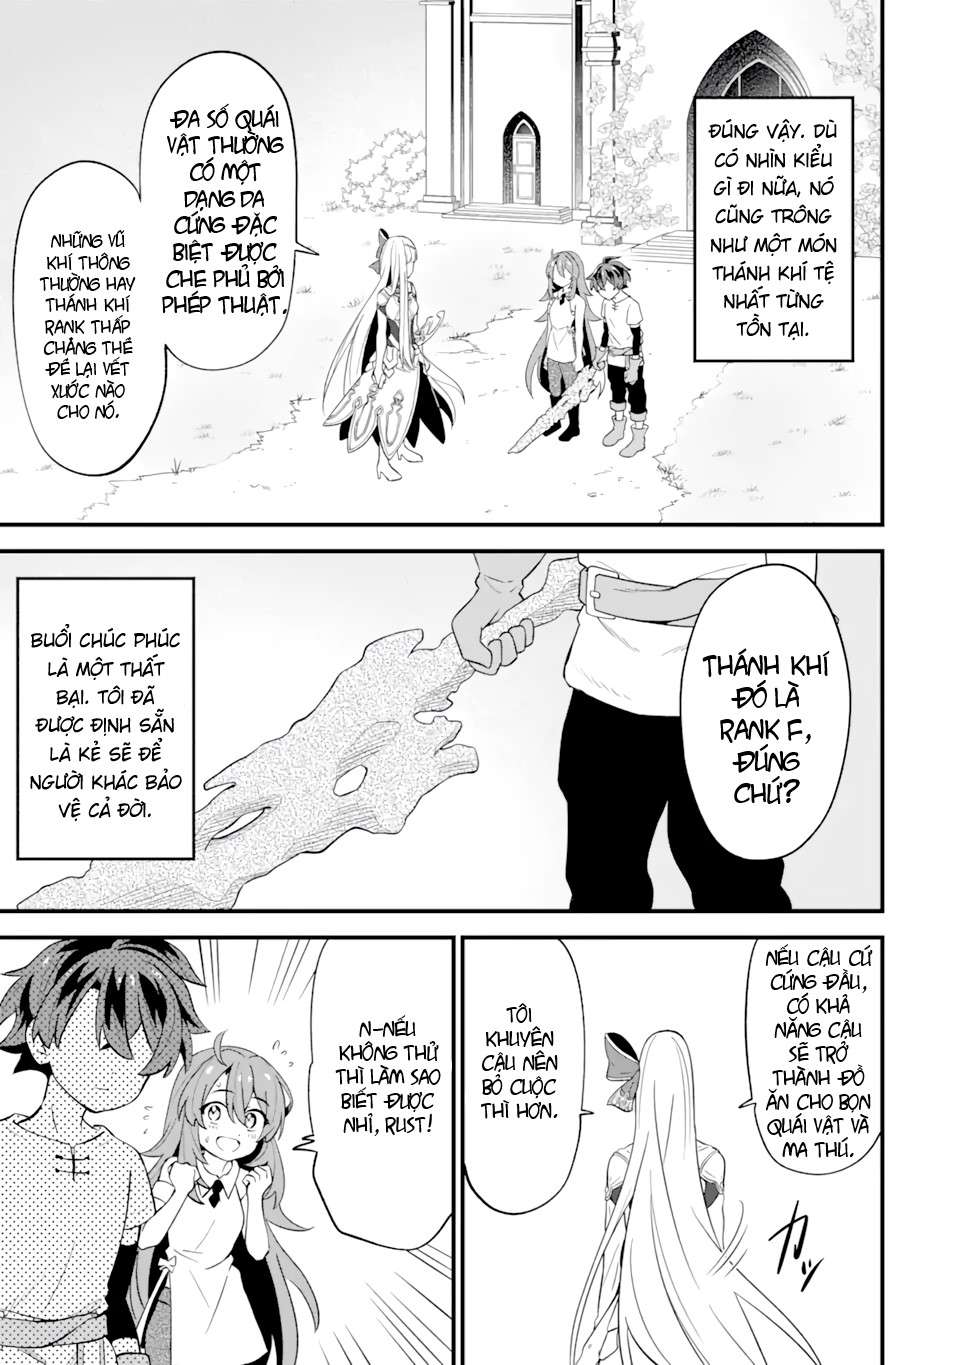 ĐÚNG VẬY. DÙ
CÓ NHÌN KIỂU
GÌ ĐI NỮA, NÓ
CŨNG TRÔNG
NHƯ MỘT MÓN
THÁNH KHÍ TỆ
NHẤT TỪNG
TỒN TẠI.
ĐA SỐ QUÁI
VẬT THƯỜNG
CÓ MỘT
DẠNG DA
CỨNG ĐẶC
BIỆT ĐƯỢC
CHE PHỦ BỞI
PHÉP THUẬT.
NHỮNG VŨ
KHÍ THÔNG
THƯỜNG HAY
THÁNH KHÍ
RANK THẤP
CHẲNG THỂ
ĐỂ LẠI VẾT
XƯỚC NÀO
CHO NÓ.
THÁNH KHÍ
ĐÓ LÀ
RANK F,
ĐÚNG
CHỨ?
BUỔI CHÚC PHÚC
LÀ MỘT THẤT
BẠI. TÔI ĐÃ
ĐƯỢC ĐỊNH SẴN
LÀ KẺ SẼ ĐỂ
NGƯỜI KHÁC BẢO
VỆ CẢ ĐỜI.
NẾU CẬU CỨ
CỨNG ĐẦU,
CÓ KHẢ
NĂNG CẬU
SẼ TRỞ
THÀNH ĐỒ
ĂN CHO BỌN
QUÁI VẬT VÀ
MA THÚ.
TÔI
KHUYÊN
CẬU NÊN
BỎ CUỘC
THÌ HƠN.
カッ
N-NẾU
KHÔNG THỬ
THÌ LÀM SAO
BIẾT ĐƯỢC
NHỈ, RUST!